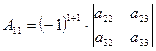 A₁₁ = (−1)¹⁺¹ · |a₂₂ a₂₃|
|a₃₂ a₃₃|